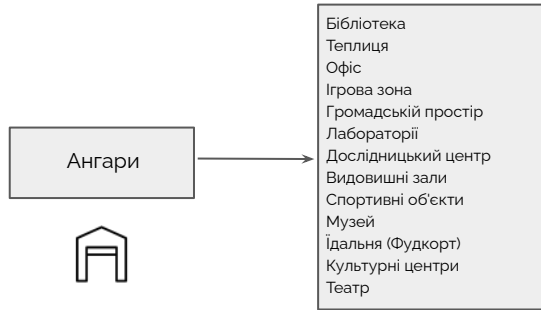 Ангари
Бібліотека
Теплиця
Офіс
Ігрова зона
Громадській простір
Лабораторії
Дослідницький центр
Видовишні зали
Спортивні об'єкти
Музей
Їдальня (Фудкорт)
Культурні центри
Театр